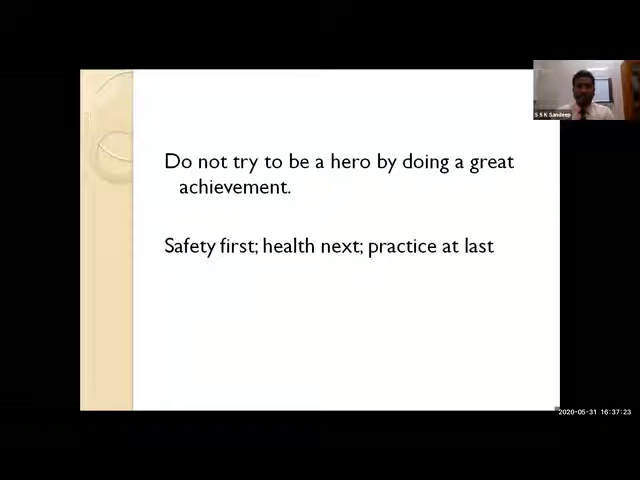 S S K Sandeep
Do not try to be a hero by doing a great
achievement.
Safety first; health next; practice at last
2020-05-31 16:37:23